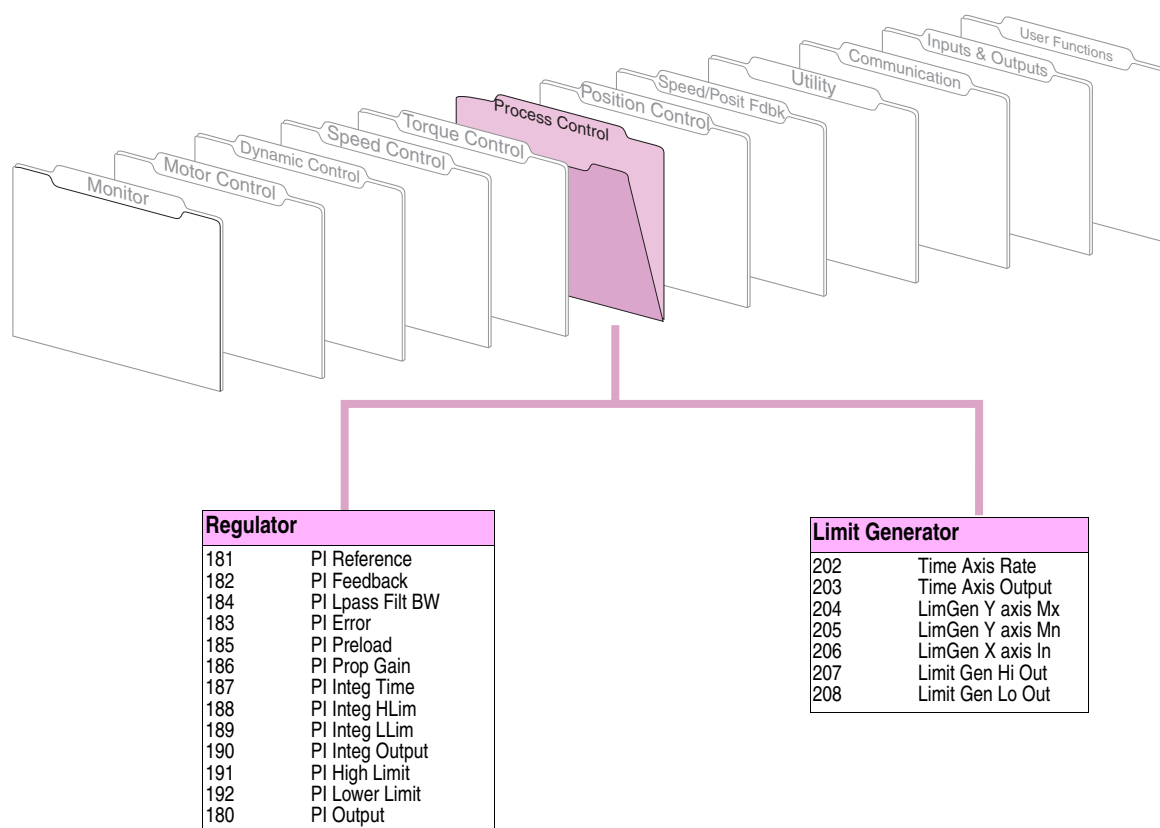 User Functions
Inputs & Outputs
Communication
Utility
Speed/Posit Fdbk
Position Control
Process Control
Torque Control
Speed Control
Dynamic Control
Motor Control
Monitor
Regulator
181 PI Reference
182 PI Feedback
184 PI Lpass Filt BW
183 PI Error
185 PI Preload
186 PI Prop Gain
187 PI Integ Time
188 PI Integ HLim
189 PI Integ LLim
190 PI Integ Output
191 PI High Limit
192 PI Lower Limit
180 PI Output
Limit Generator
202 Time Axis Rate
203 Time Axis Output
204 LimGen Y axis Mx
205 LimGen Y axis Mn
206 LimGen X axis In
207 Limit Gen Hi Out
208 Limit Gen Lo Out